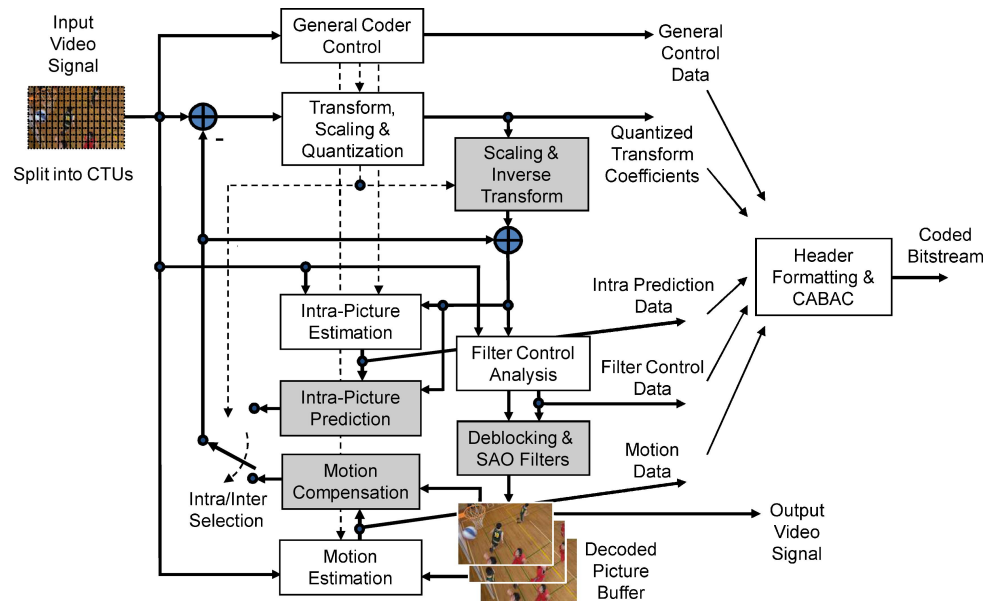 Input
Video
Signal
Split into CTUs
General Coder
Control
General
Control
Data
-
Transform,
Scaling &
Quantization
Quantized
Transform
Coefficients
Scaling &
Inverse
Transform
Header
Formatting &
CABAC
Coded
Bitstream
Intra-Picture
Estimation
Intra Prediction
Data
Filter Control
Analysis
Filter Control
Data
Intra-Picture
Prediction
Deblocking &
SAO Filters
Motion
Data
Motion
Compensation
Intra/Inter
Selection
Motion
Estimation
Decoded
Picture
Buffer
Output
Video
Signal